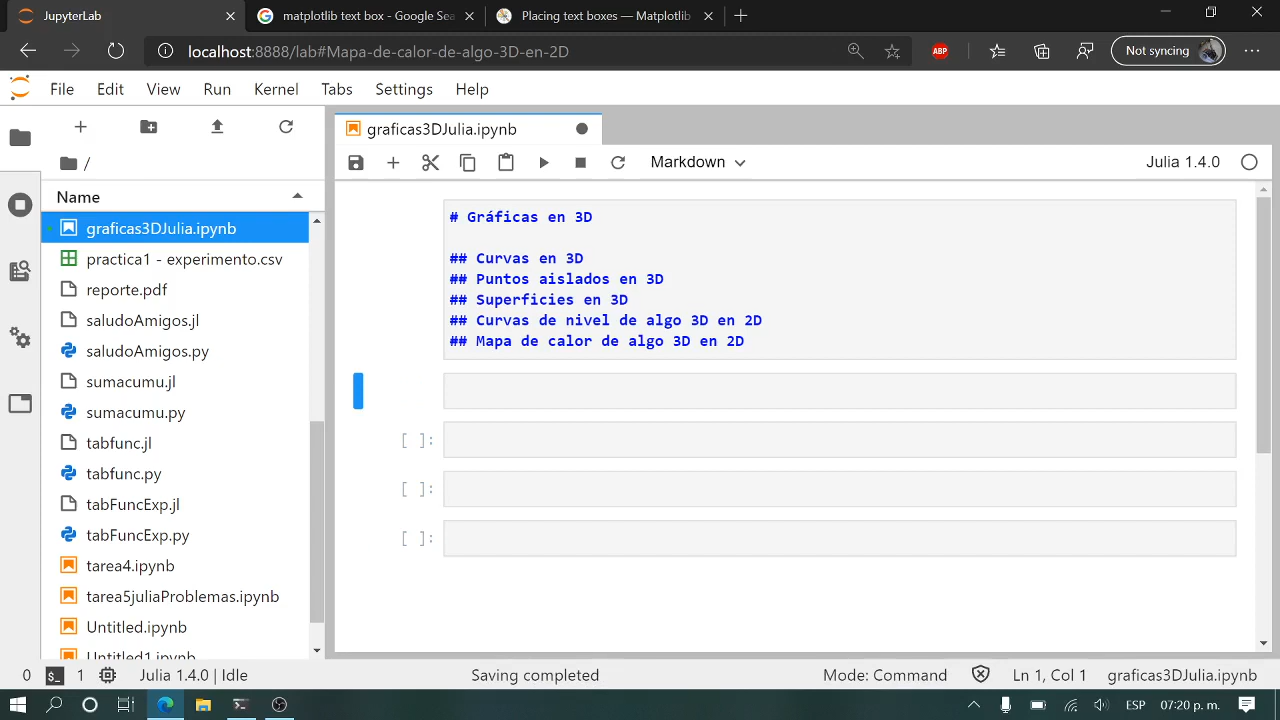 JupyterLab
matplotlib text box - Google Sea
Placing text boxes — Matplotlib
localhost:8888/lab#Mapa-de-calor-de-algo-3D-en-2D
ABP
Not syncing
File Edit View Run Kernel Tabs Settings Help
graficas3DJulia.ipynb
/
Markdown
Julia 1.4.0
Name
graficas3DJulia.ipynb
practica1 - experimento.csv
reporte.pdf
saludoAmigos.jl
saludoAmigos.py
sumacumu.jl
sumacumu.py
tabfunc.jl
tabfunc.py
tabFuncExp.jl
tabFuncExp.py
tarea4.ipynb
tarea5juliaProblemas.ipynb
Untitled.ipynb
Untitled1.ipynb
# Gráficas en 3D
## Curvas en 3D
## Puntos aislados en 3D
## Superficies en 3D
## Curvas de nivel de algo 3D en 2D
## Mapa de calor de algo 3D en 2D
[ ]:
[ ]:
[ ]:
0 $_ 1 Julia 1.4.0 | Idle Saving completed Mode: Command Ln 1, Col 1 graficas3DJulia.ipynb
ESP 07:20 p. m.